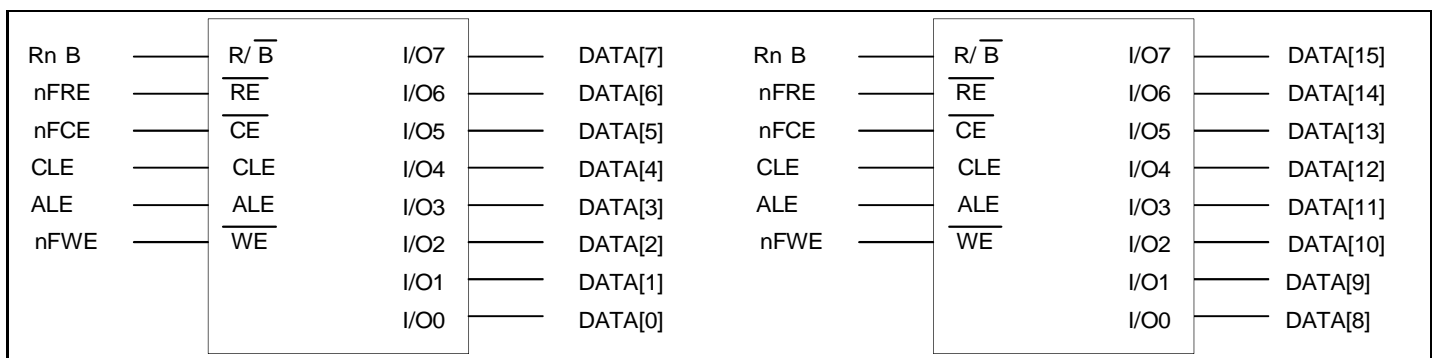 Rn B R/ B I/O7 DATA[7] Rn B R/ B I/O7 DATA[15]
nFRE RE I/O6 DATA[6] nFRE RE I/O6 DATA[14]
nFCE CE I/O5 DATA[5] nFCE CE I/O5 DATA[13]
CLE CLE I/O4 DATA[4] CLE CLE I/O4 DATA[12]
ALE ALE I/O3 DATA[3] ALE ALE I/O3 DATA[11]
nFWE WE I/O2 DATA[2] nFWE WE I/O2 DATA[10]
I/O1 DATA[1] I/O1 DATA[9]
I/O0 DATA[0] I/O0 DATA[8]